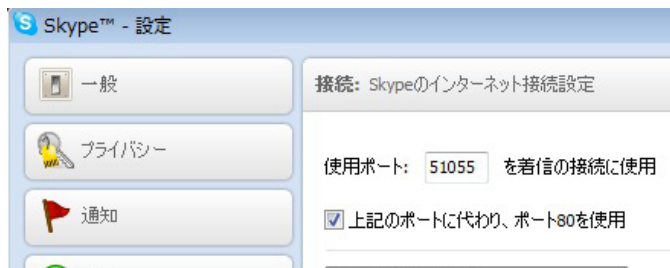 Skype™ - 設定
一般
プライバシー
通知
接続: Skypeのインターネット接続設定
使用ポート: 51055 を着信の接続に使用
上記のポートに代わり、ポート80を使用